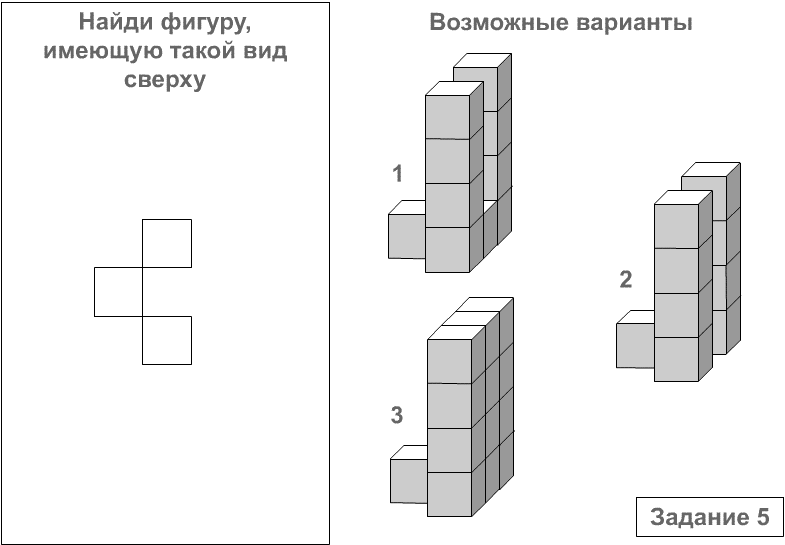 Найди фигуру,
имеющую такой вид
сверху
Возможные варианты
1
2
3
Задание 5